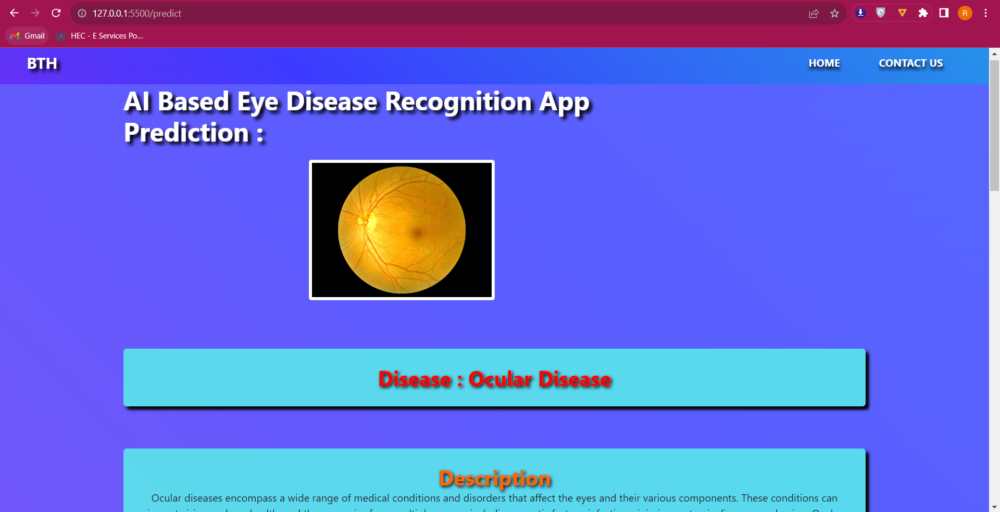 127.0.0.1:5500/predict
R
Gmail
HEC - E Services Po...
BTH
HOME
CONTACT US
AI Based Eye Disease Recognition App
Prediction :
Disease : Ocular Disease
Description
Ocular diseases encompass a wide range of medical conditions and disorders that affect the eyes and their various components. These conditions can